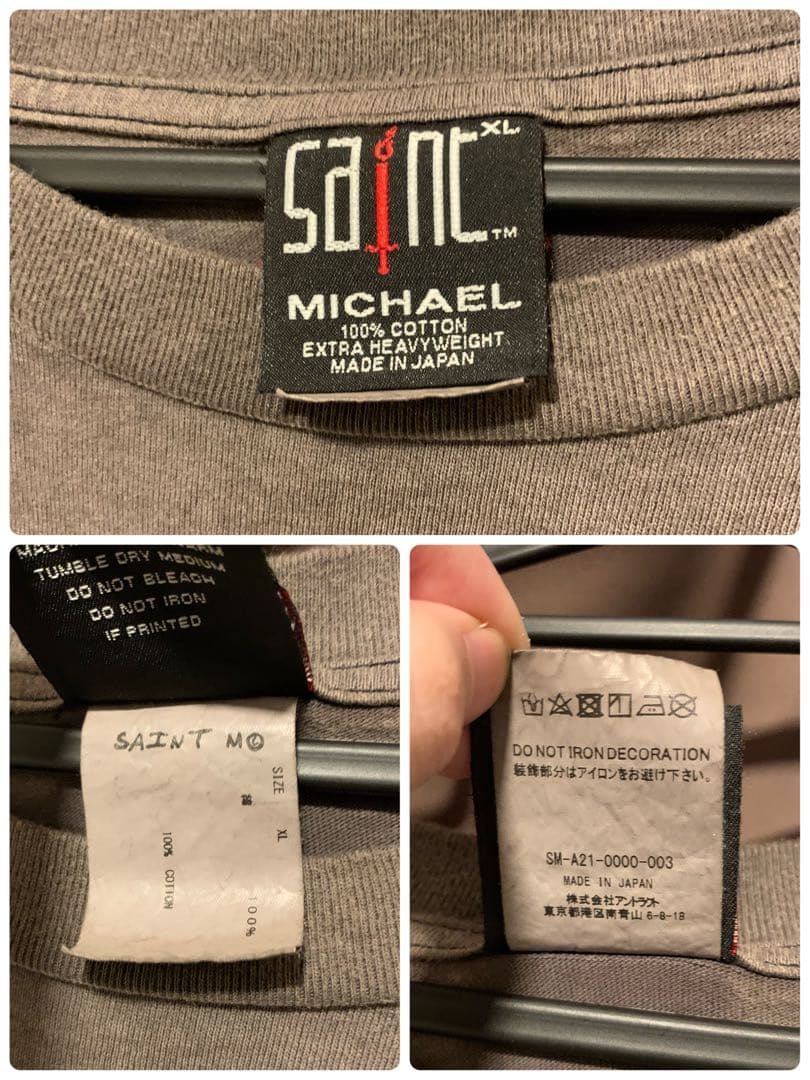 saint XL
TM
MICHAEL
100% COTTON
EXTRA HEAVYWEIGHT
MADE IN JAPAN
TUMBLE DRY MEDIUM
DO NOT BLEACH
DO NOT IRON
IF PRINTED
SAINT M©
SIZE XL
綿 100%
100% COTTON
DO NOT IRON DECORATION
装飾部分はアイロンをお避け下さい。
SM-A21-0000-003
MADE IN JAPAN
株式会社アントラクト
東京都港区南青山 6-8-18